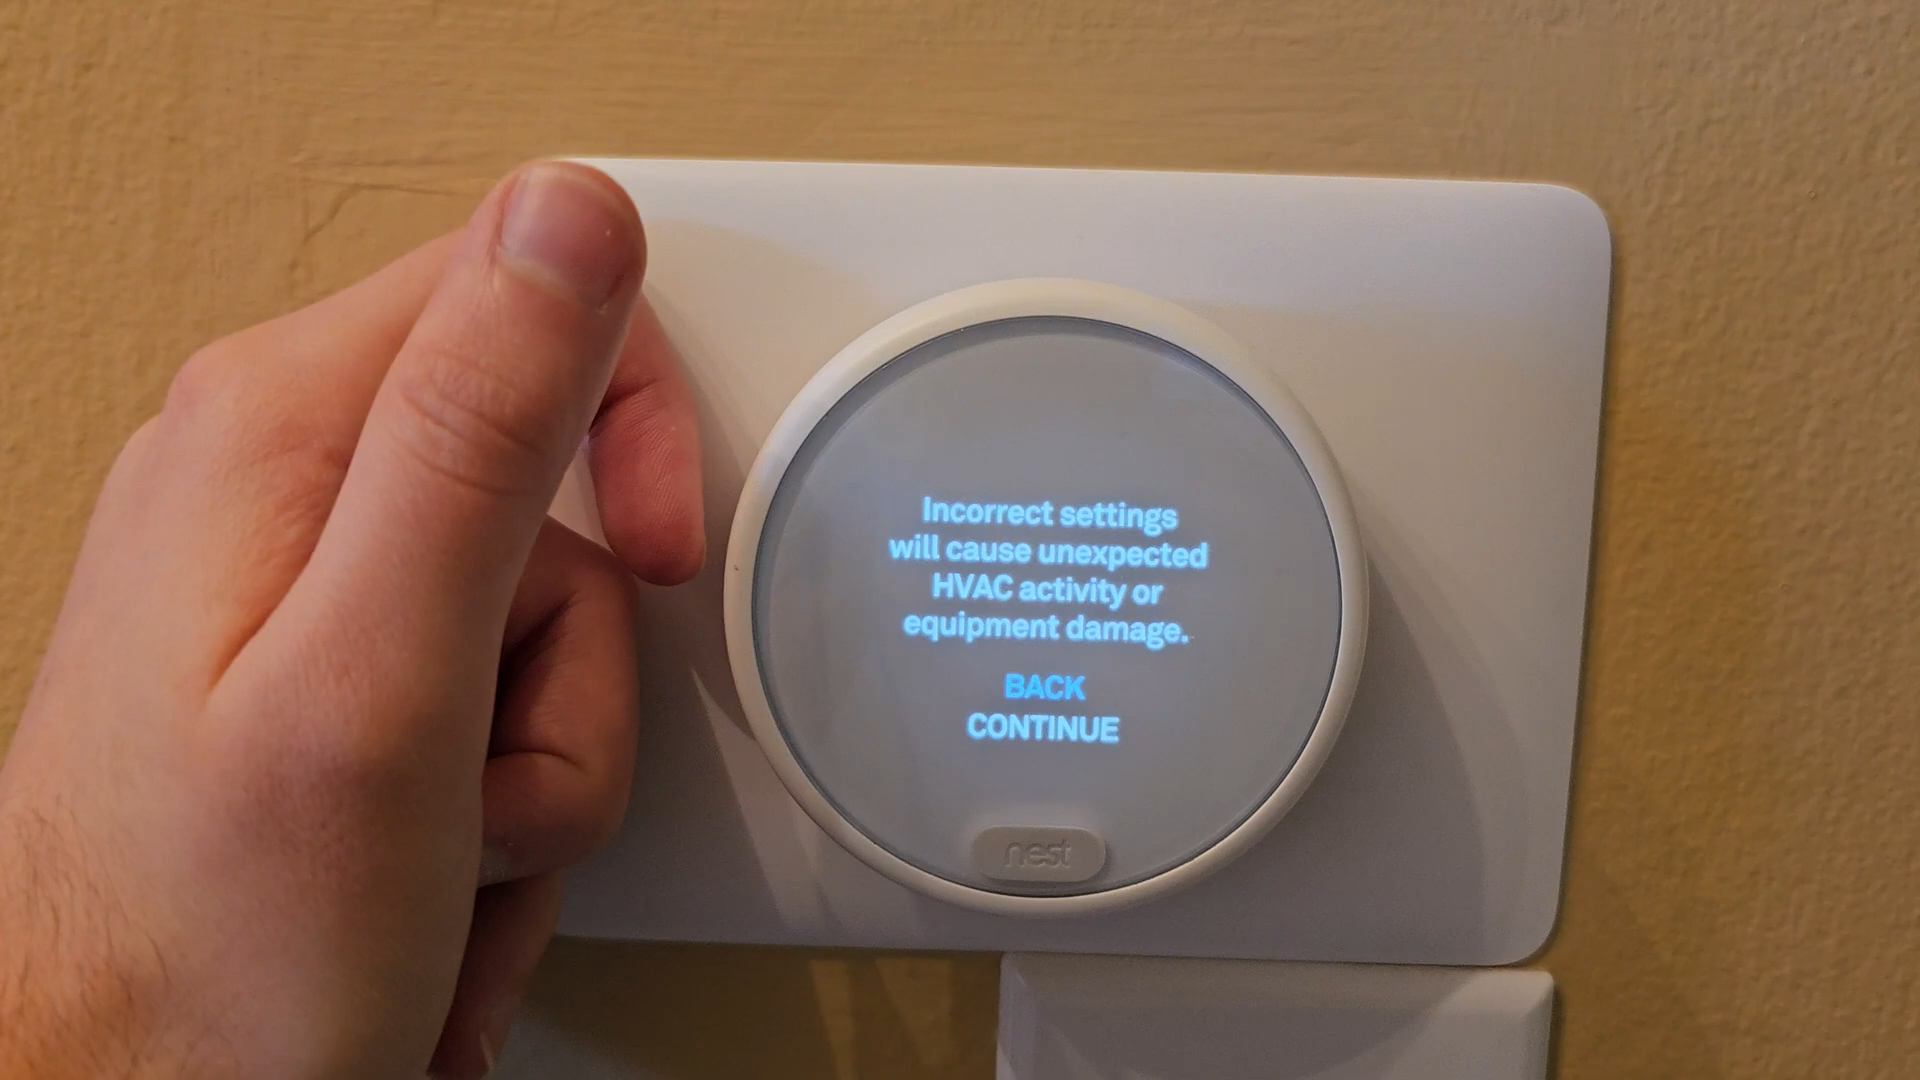 Incorrect settings
will cause unexpected
HVAC activity or
equipment damage.
BACK
CONTINUE
nest